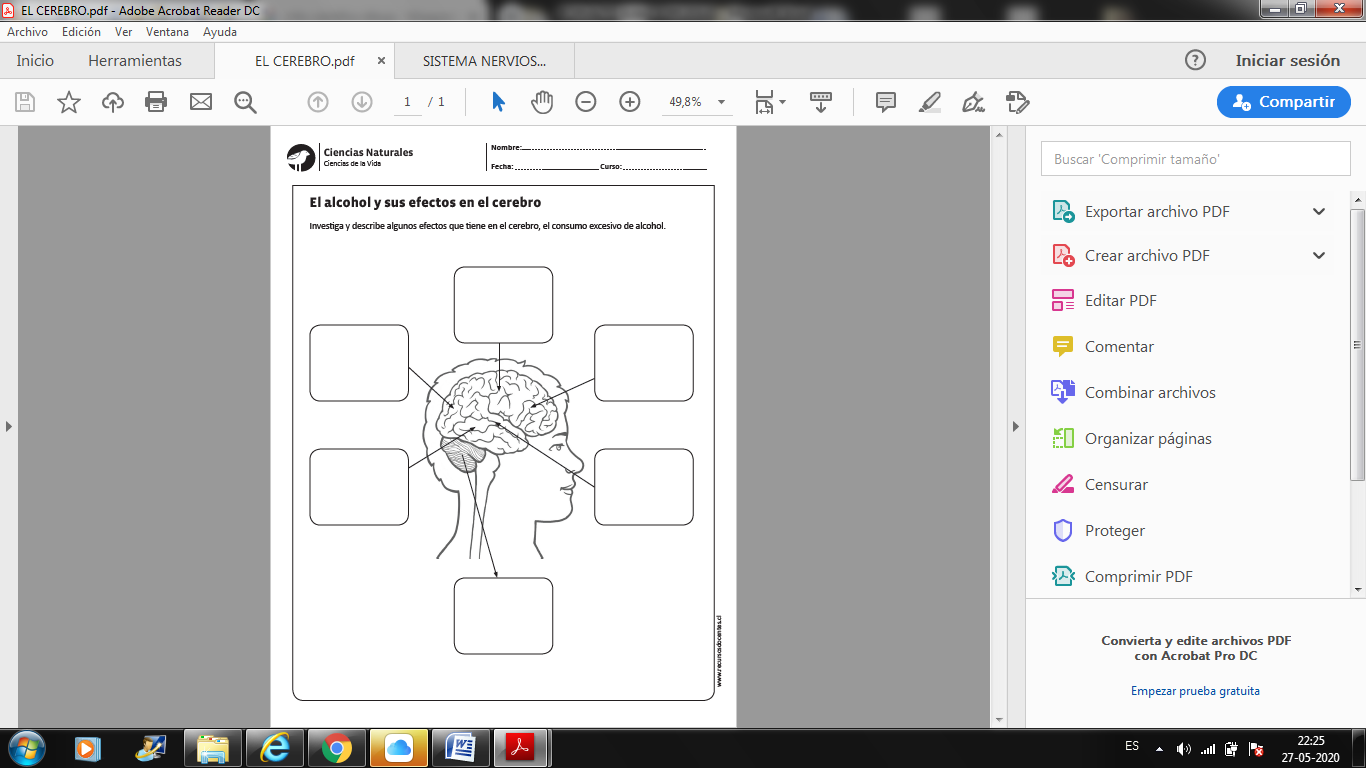 EL CEREBRO.pdf - Adobe Acrobat Reader DC
Archivo Edición Ver Ventana Ayuda
Inicio Herramientas EL CEREBRO.pdf × SISTEMA NERVIOS... ? Iniciar sesión
1 / 1 49,8% Compartir
Ciencias Naturales
Ciencias de la Vida
Nombre:
Fecha: Curso:
El alcohol y sus efectos en el cerebro
Investiga y describe algunos efectos que tiene en el cerebro, el consumo excesivo de alcohol.
www.recursosdocentes.cl
Buscar 'Comprimir tamaño'
Exportar archivo PDF
Crear archivo PDF
Editar PDF
Comentar
Combinar archivos
Organizar páginas
Censurar
Proteger
Comprimir PDF
Convierta y edite archivos PDF
con Acrobat Pro DC
Empezar prueba gratuita
ES
22:25
27-05-2020